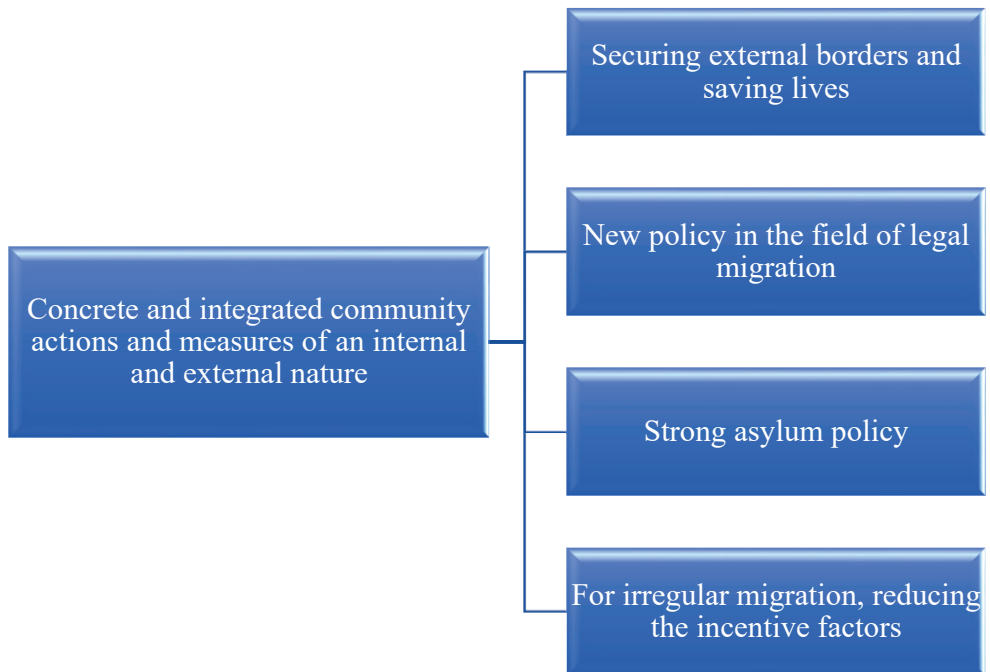 Securing external borders and
saving lives
New policy in the field of legal
migration
Concrete and integrated community
actions and measures of an internal
and external nature
Strong asylum policy
For irregular migration, reducing
the incentive factors